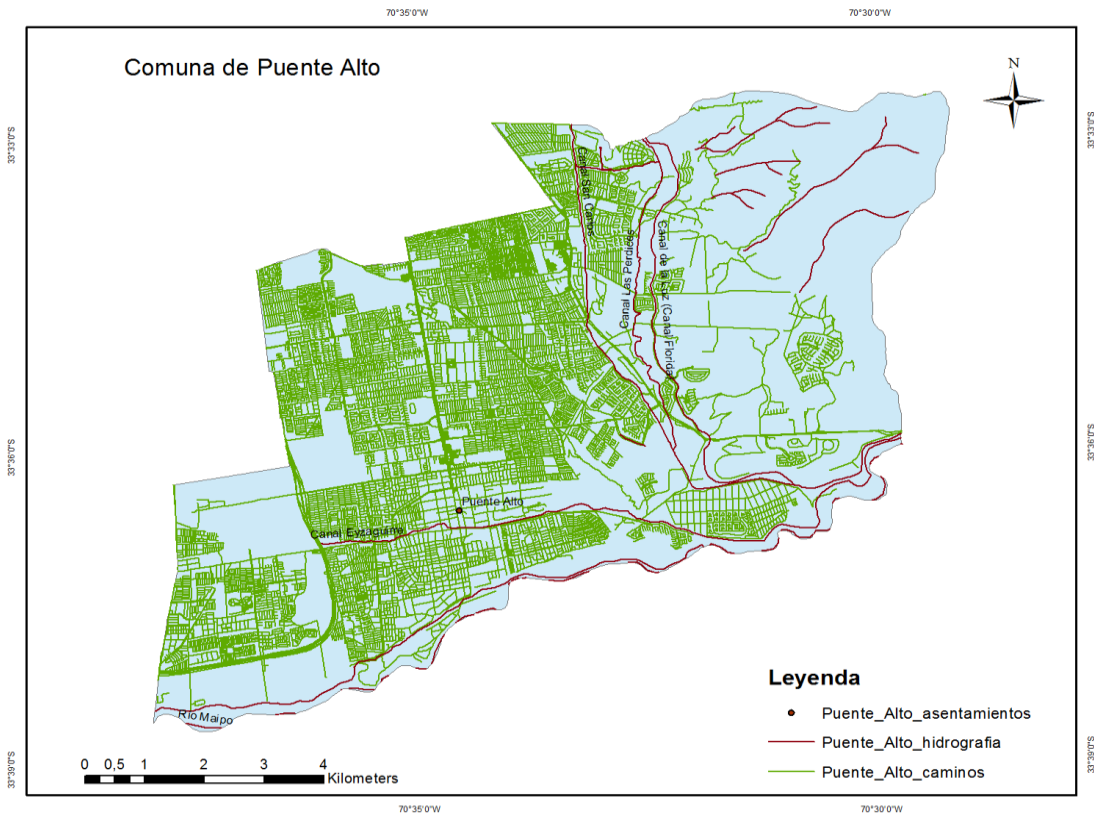 70°35'0"W
70°30'0"W
Comuna de Puente Alto
N
33°33'0"S
33°33'0"S
Canal San Carlos
Canal Las Perdices
Canal de la Luz (Canal Florida)
33°36'0"S
33°36'0"S
Puente Alto
Canal Eyzaguirre
Río Maipo
Leyenda
Puente_Alto_asentamientos
Puente_Alto_hidrografia
Puente_Alto_caminos
0 0,5 1 2 3 4
Kilometers
33°39'0"S
33°39'0"S
70°35'0"W
70°30'0"W